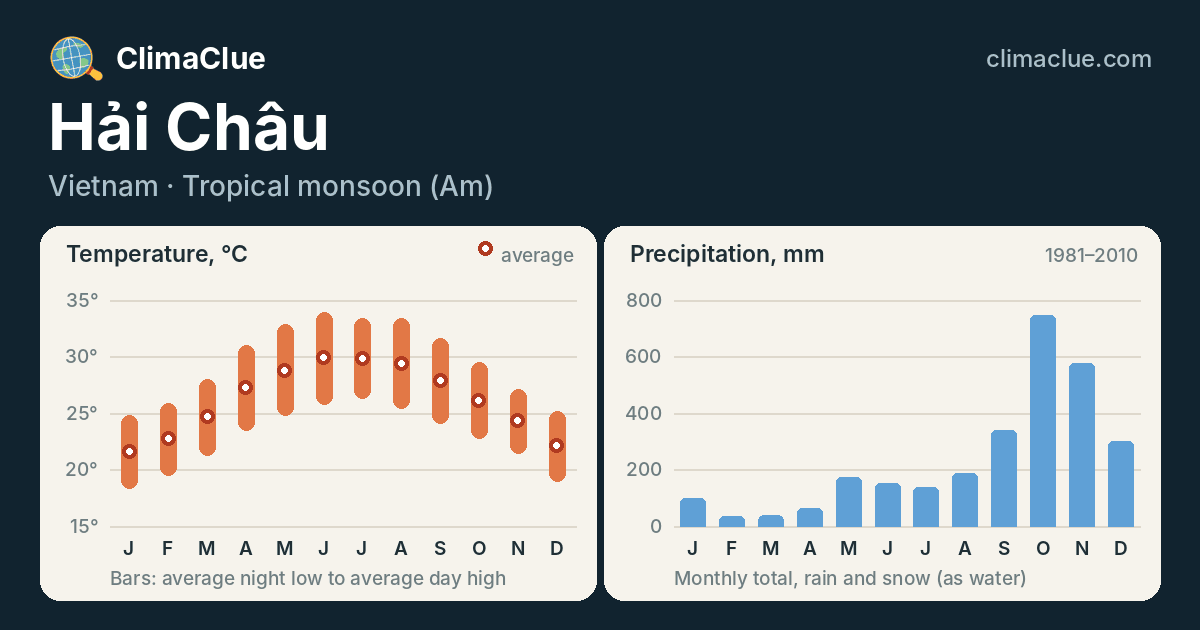 ClimaClue
climaclue.com
Hải Châu
Vietnam · Tropical monsoon (Am)
Temperature, °C
average
35°
30°
25°
20°
15°
J F M A M J J A S O N D
Bars: average night low to average day high
Precipitation, mm
1981–2010
800
600
400
200
0
J F M A M J J A S O N D
Monthly total, rain and snow (as water)